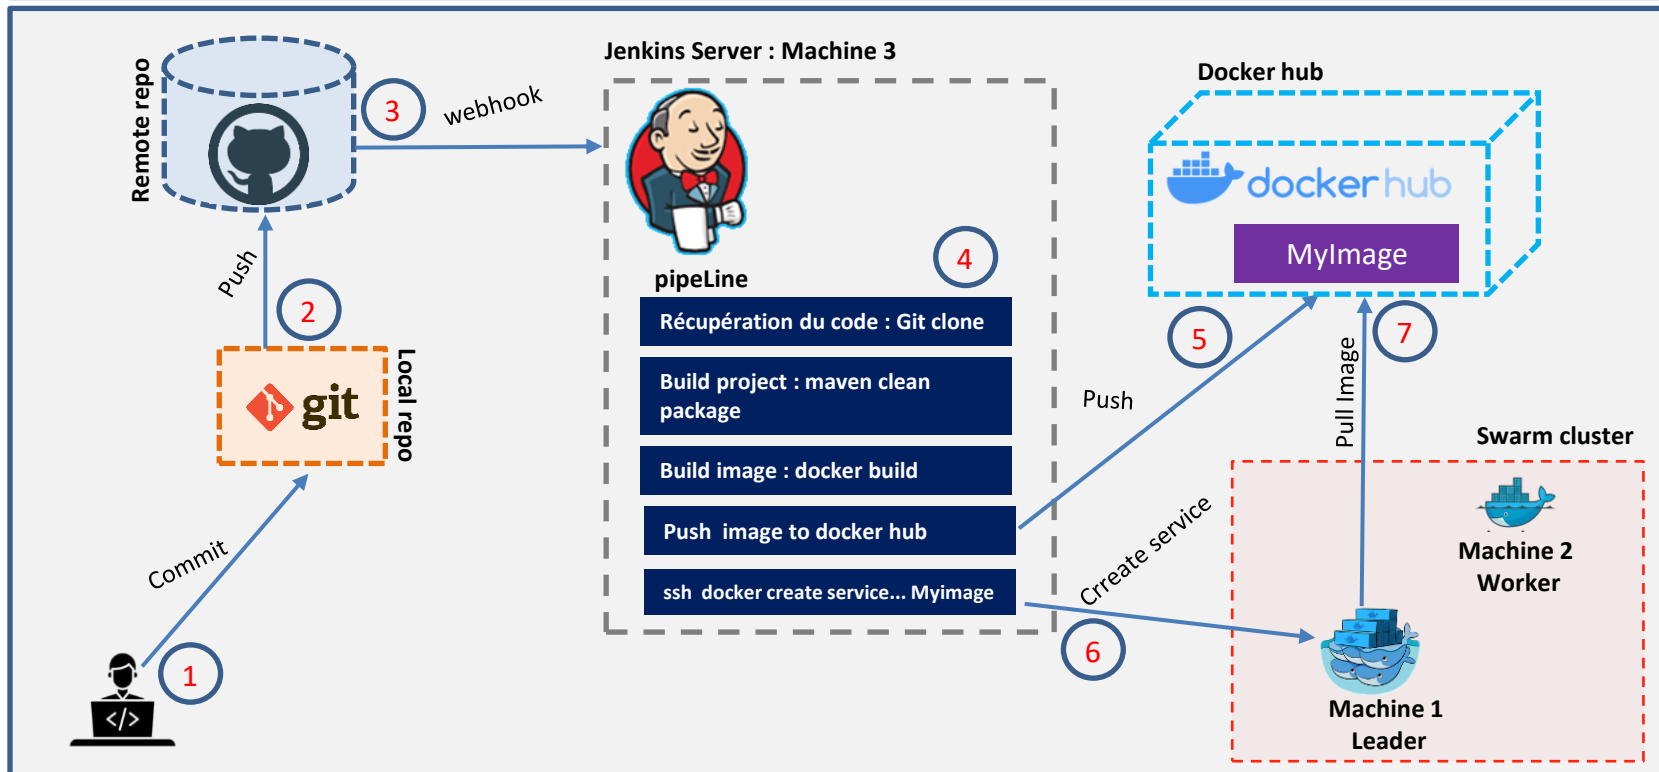 Remote repo
3
webhook
Push
2
git
Local repo
Commit
1
</>
Jenkins Server : Machine 3
pipeLine
4
Récupération du code : Git clone
Build project : maven clean
package
Build image : docker build
Push image to docker hub
ssh docker create service... Myimage
Docker hub
dockerhub
MyImage
5
Push
7
Pull Image
Crreate service
6
Swarm cluster
Machine 2
Worker
Machine 1
Leader